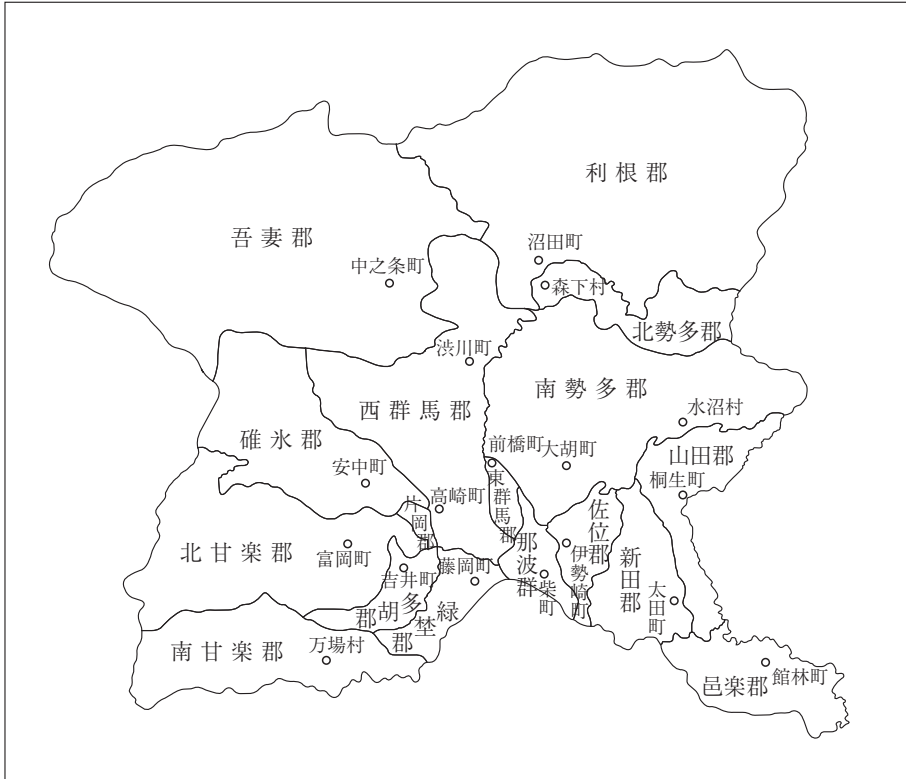 利根郡
吾妻郡
沼田町
中之条町
森下村
北勢多郡
渋川町
南勢多郡
西群馬郡
水沼村
碓氷郡
前橋町
大胡町
山田郡
安中町
桐生町
東群馬郡
高崎町
片岡郡
佐位郡
北甘楽郡
富岡町
那波群
伊勢崎町
新田郡
藤岡町
吉井町
柴町
太田町
多胡郡
緑埜郡
南甘楽郡
万場村
館林町
邑楽郡